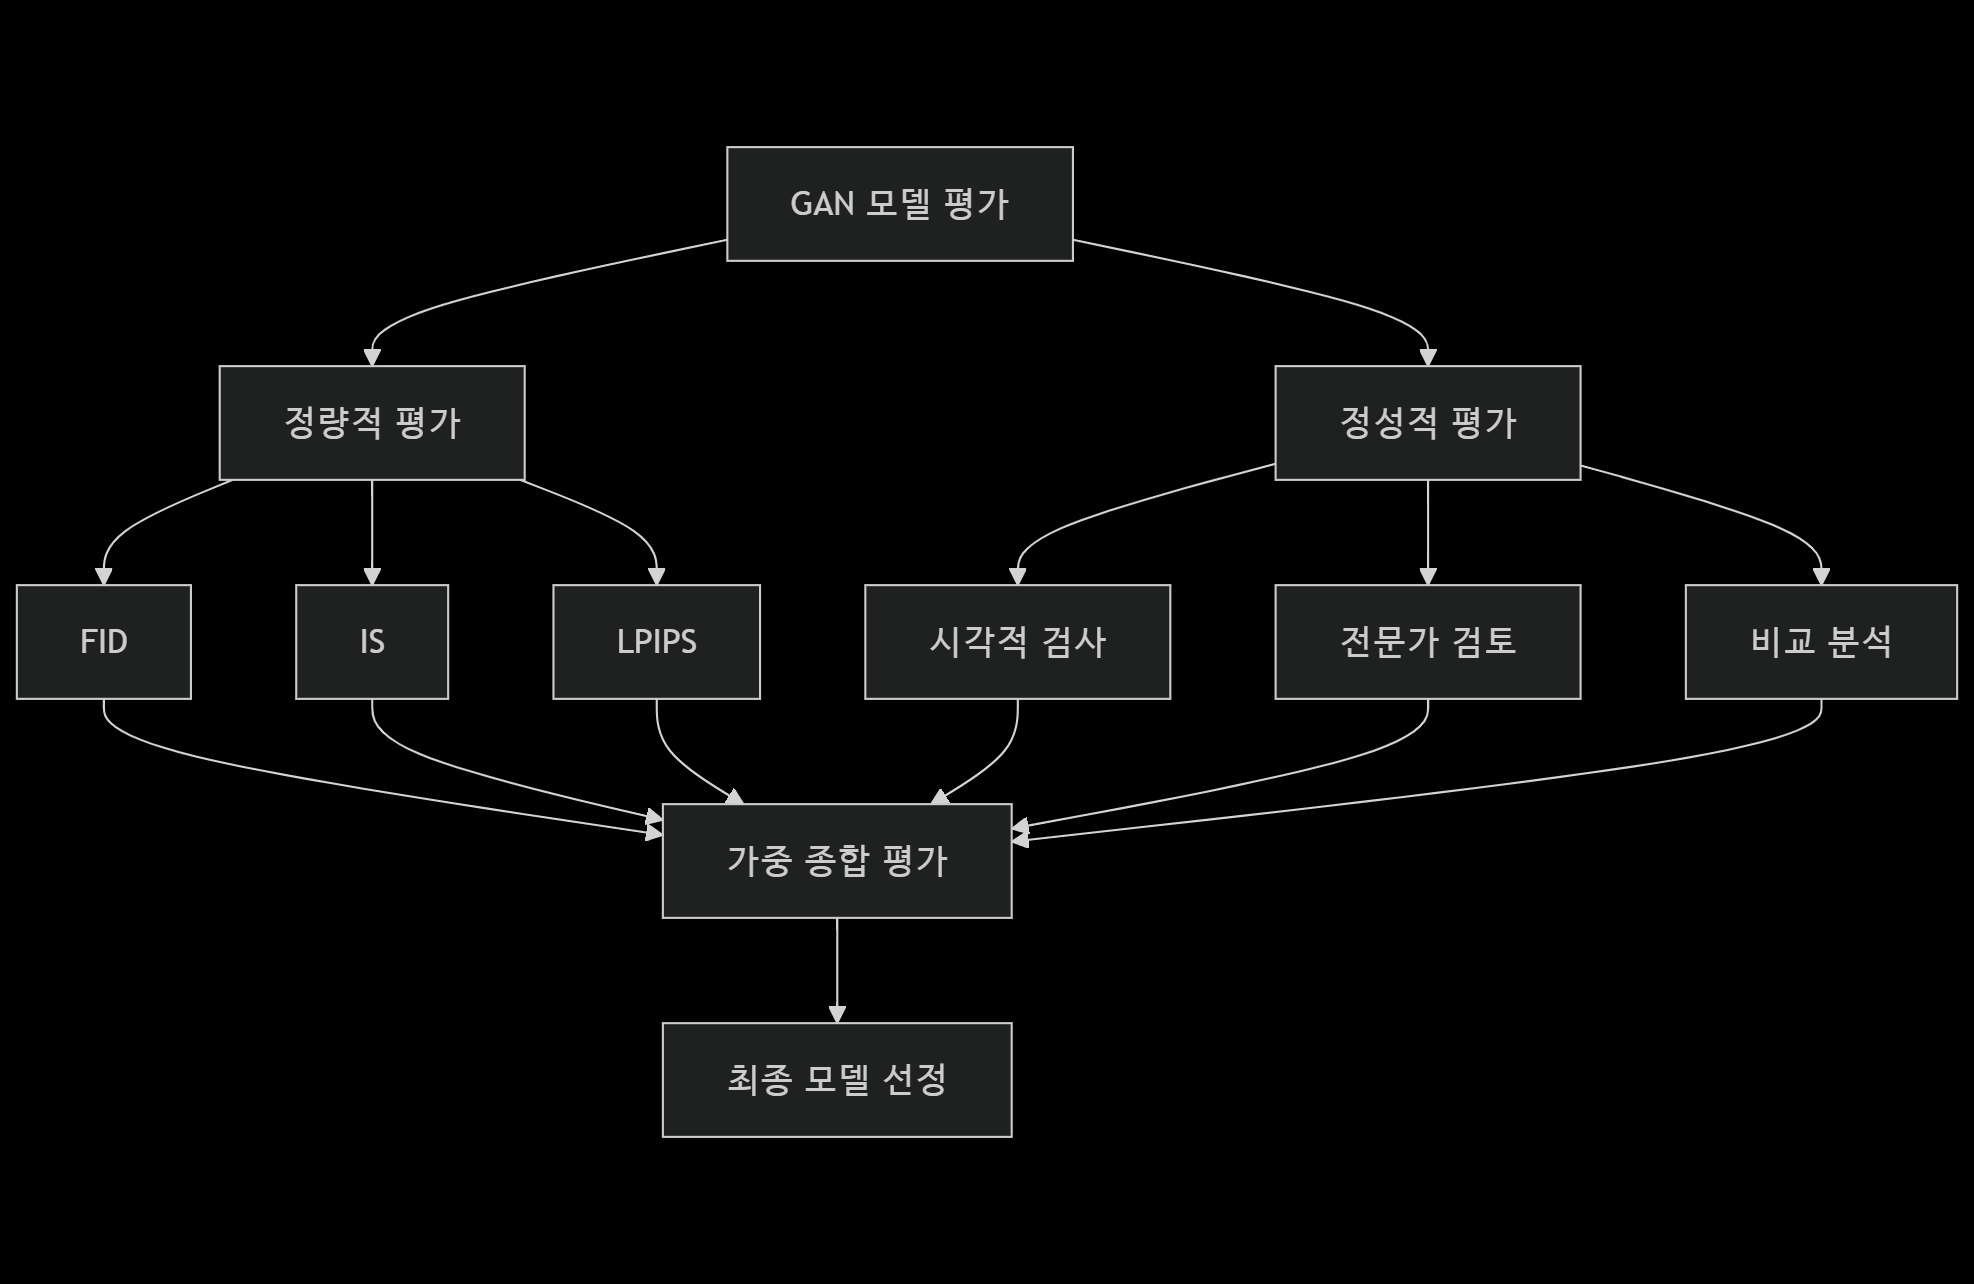 GAN 모델 평가
정량적 평가
정성적 평가
FID
IS
LPIPS
시각적 검사
전문가 검토
비교 분석
가중 종합 평가
최종 모델 선정